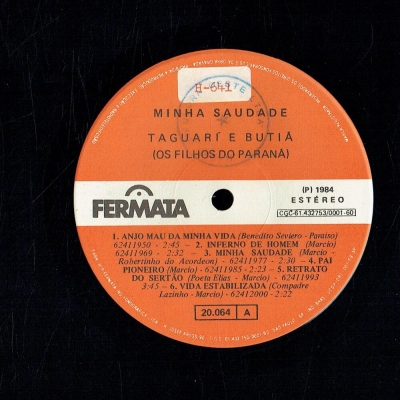 H-641
MINHA SAUDADE
TAGUARÍ E BUTIÃ
(OS FILHOS DO PARANÁ)
FERMATA
(P) 1984
ESTÉREO
CGC-61.432753/0001-60
1. ANJO MAU DA MINHA VIDA (Benedito Seviero - Paraiso)
62411950 - 2:45 — 2. INFERNO DE HOMEM (Marcio)
62411969 - 2:32 — 3. MINHA SAUDADE (Marcio -
Robertinho do Acordeon) - 62411977 - 2:30 — 4. PAI
PIONEIRO (Marcio) - 62411985 - 2:23 — 5. RETRATO
DO SERTÃO (Poeta Elias - Macio) - 62411993
3:45 — 6. VIDA ESTABILIZADA (Compadre
Lazinho - Marcio) - 62412000 - 2:22
20.064 A